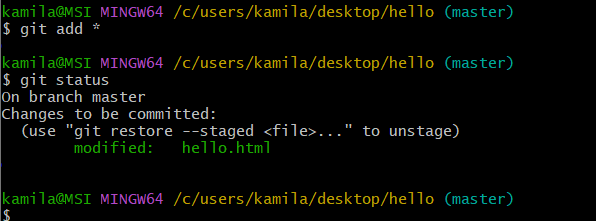 kamila@MSI MINGW64 /c/users/kamila/desktop/hello (master)
$ git add *
kamila@MSI MINGW64 /c/users/kamila/desktop/hello (master)
$ git status
On branch master
Changes to be committed:
  (use "git restore --staged <file>..." to unstage)
        modified:   hello.html
kamila@MSI MINGW64 /c/users/kamila/desktop/hello (master)
$